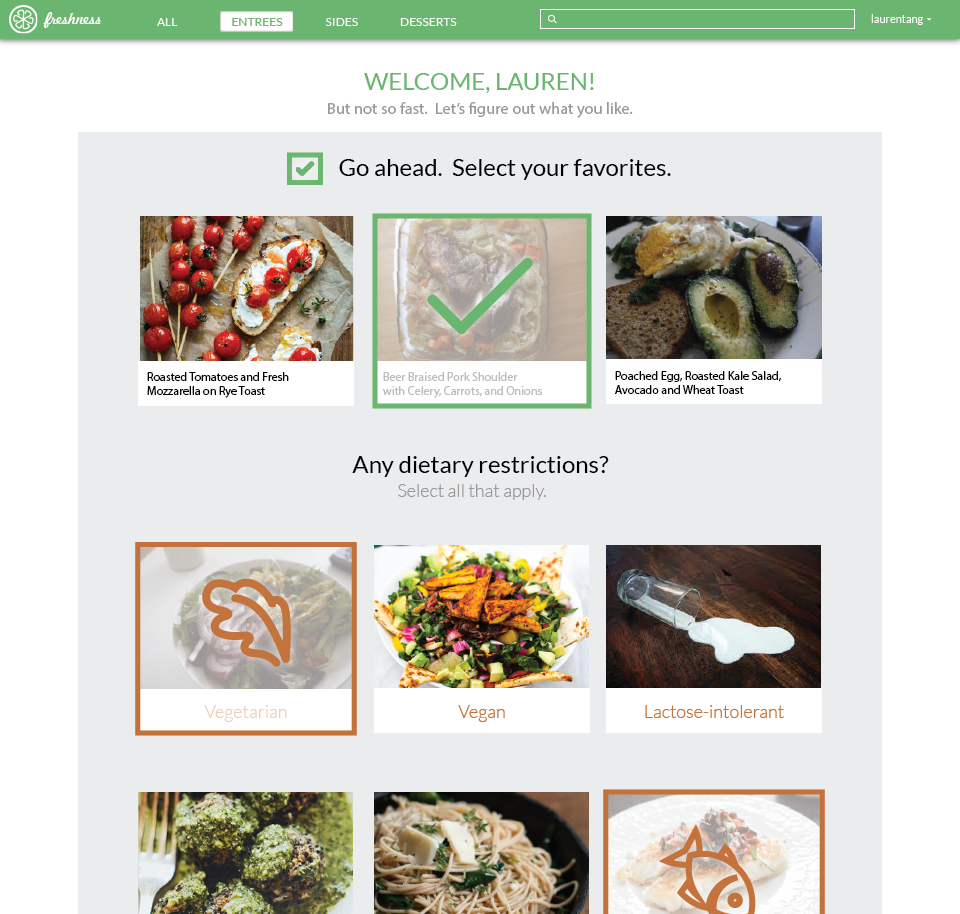 freshness
ALL
ENTREES
SIDES
DESSERTS
laurentang
WELCOME, LAUREN!
But not so fast. Let's figure out what you like.
Go ahead. Select your favorites.
Roasted Tomatoes and Fresh
Mozzarella on Rye Toast
Beer Braised Pork Shoulder
with Celery, Carrots, and Onions
Poached Egg, Roasted Kale Salad,
Avocado and Wheat Toast
Any dietary restrictions?
Select all that apply.
Vegetarian
Vegan
Lactose-intolerant